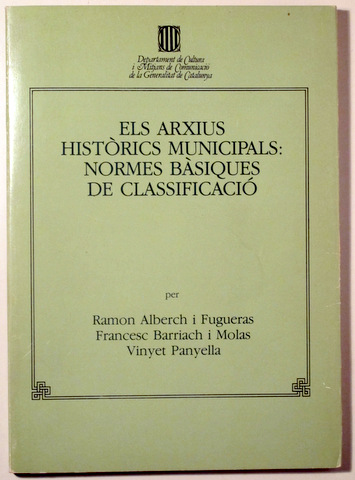 Departament de Cultura
i Mitjans de Comunicació
de la Generalitat de Catalunya
ELS ARXIUS
HISTÒRICS MUNICIPALS:
NORMES BÀSIQUES
DE CLASSIFICACIÓ
per
Ramon Alberch i Fugueras
Francesc Barriach i Molas
Vinyet Panyella